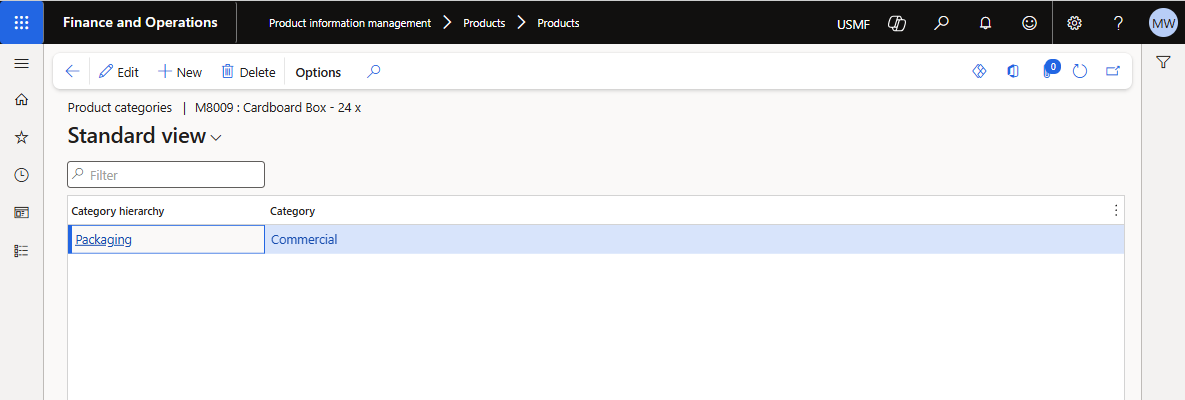 Finance and Operations Product information management Products Products USMF ? MW
Edit New Delete Options 0
Product categories | M8009 : Cardboard Box - 24 x
Standard view
Filter
Category hierarchy Category
Packaging Commercial